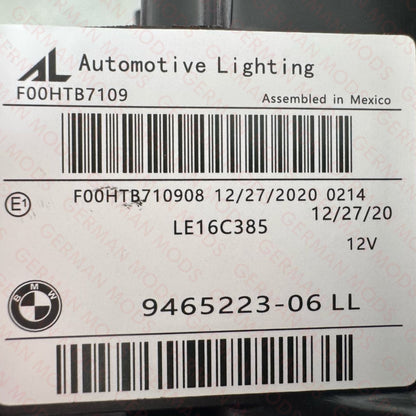 AL Automotive Lighting
F00HTB7109
Assembled in Mexico
F00HTB710908 12/27/2020 0214
E1
12/27/20
LE16C385
12V
BMW
9465223-06 LL
GERMAN MODS